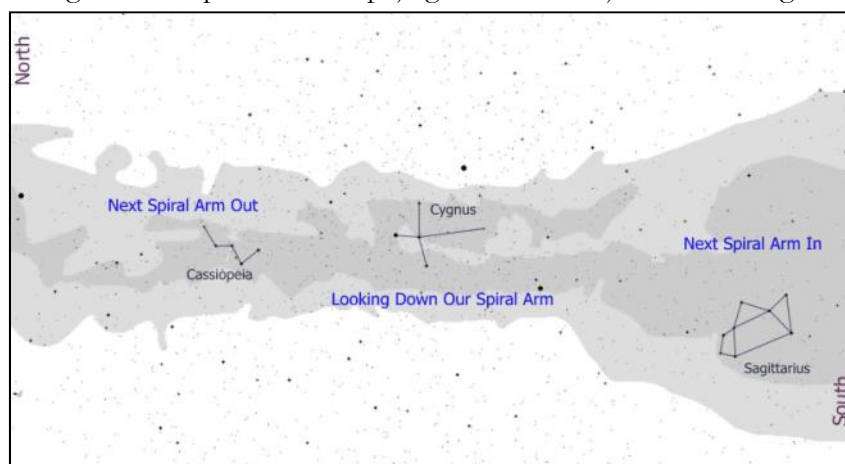 North
Next Spiral Arm Out
Cygnus
Next Spiral Arm In
Cassiopeia
Looking Down Our Spiral Arm
Sagittarius
South